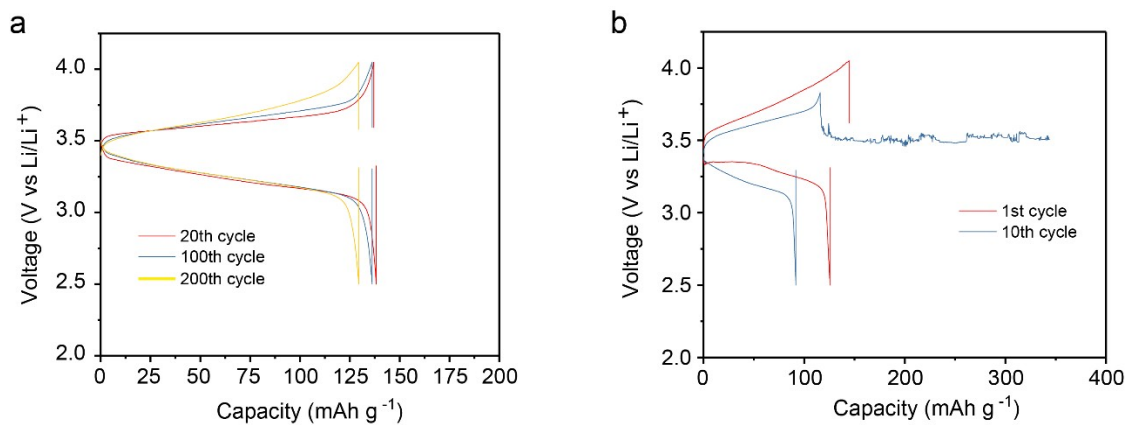 a
4.0
3.5
3.0
2.5
2.0
Voltage (V vs Li/Li⁺)
20th cycle
100th cycle
200th cycle
0 25 50 75 100 125 150 175 200
Capacity (mAh g⁻¹)
b
4.0
3.5
3.0
2.5
2.0
Voltage (V vs Li/Li⁺)
1st cycle
10th cycle
0 100 200 300 400
Capacity (mAh g⁻¹)